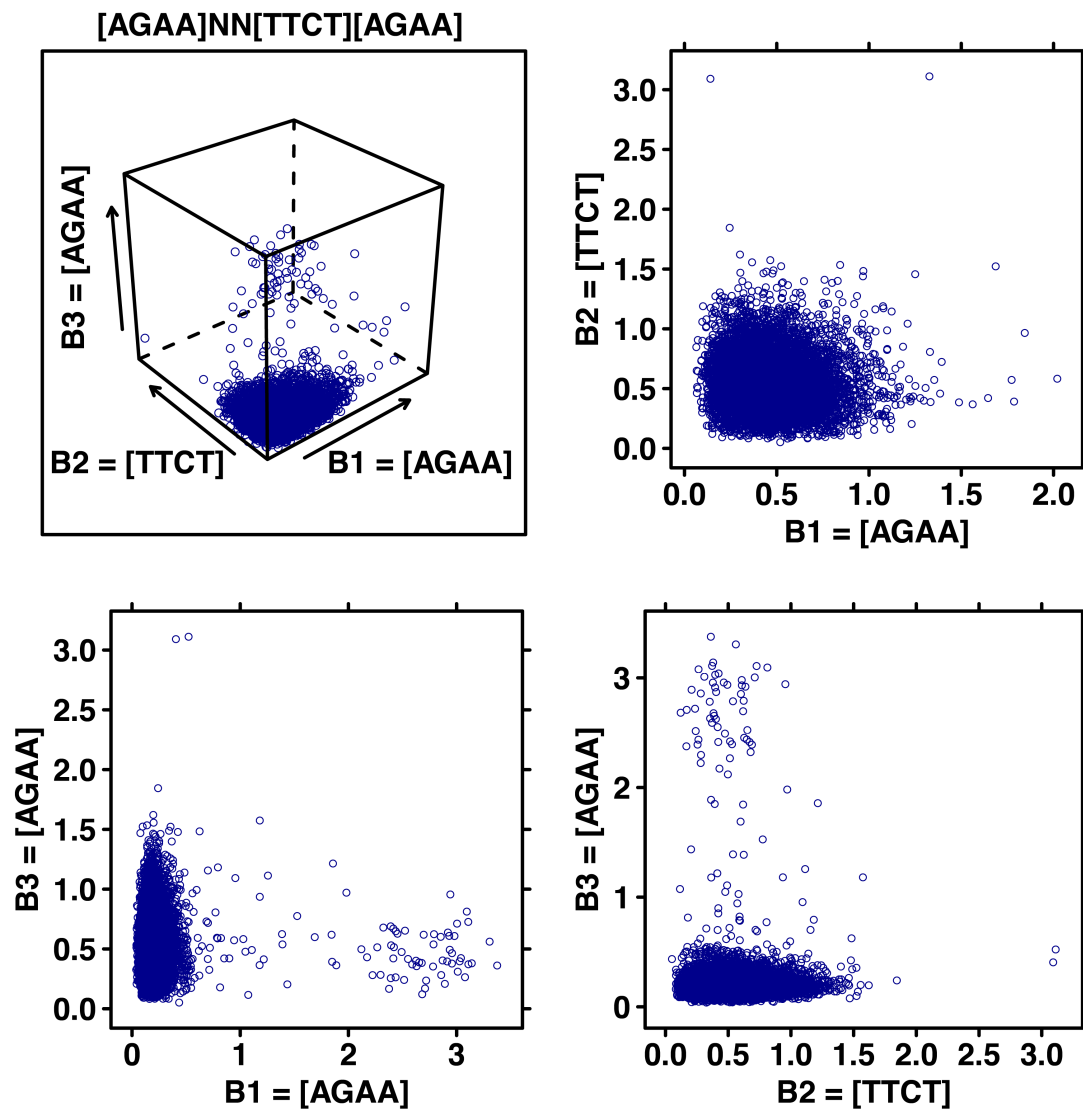 [AGAA]NN[TTCT][AGAA]
B3 = [AGAA]
B2 = [TTCT]
B1 = [AGAA]
3.0
2.5
2.0
1.5
1.0
0.5
0.0
B2 = [TTCT]
0.0 0.5 1.0 1.5 2.0
B1 = [AGAA]
3.0
2.5
2.0
1.5
1.0
0.5
0.0
B3 = [AGAA]
0 1 2 3
B1 = [AGAA]
3
2
1
0
B3 = [AGAA]
0.0 0.5 1.0 1.5 2.0 2.5 3.0
B2 = [TTCT]